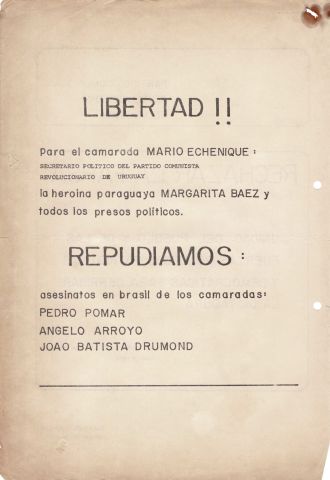 LIBERTAD !!
Para el camarada MARIO ECHENIQUE :
SECRETARIO POLITICO DEL PARTIDO COMUNISTA
REVOLUCIONARIO DE URUGUAY
la heroina paraguaya MARGARITA BAEZ y
todos los presos políticos.
REPUDIAMOS :
asesinatos en brasil de los camaradas:
PEDRO POMAR
ANGELO ARROYO
JOAO BATISTA DRUMOND